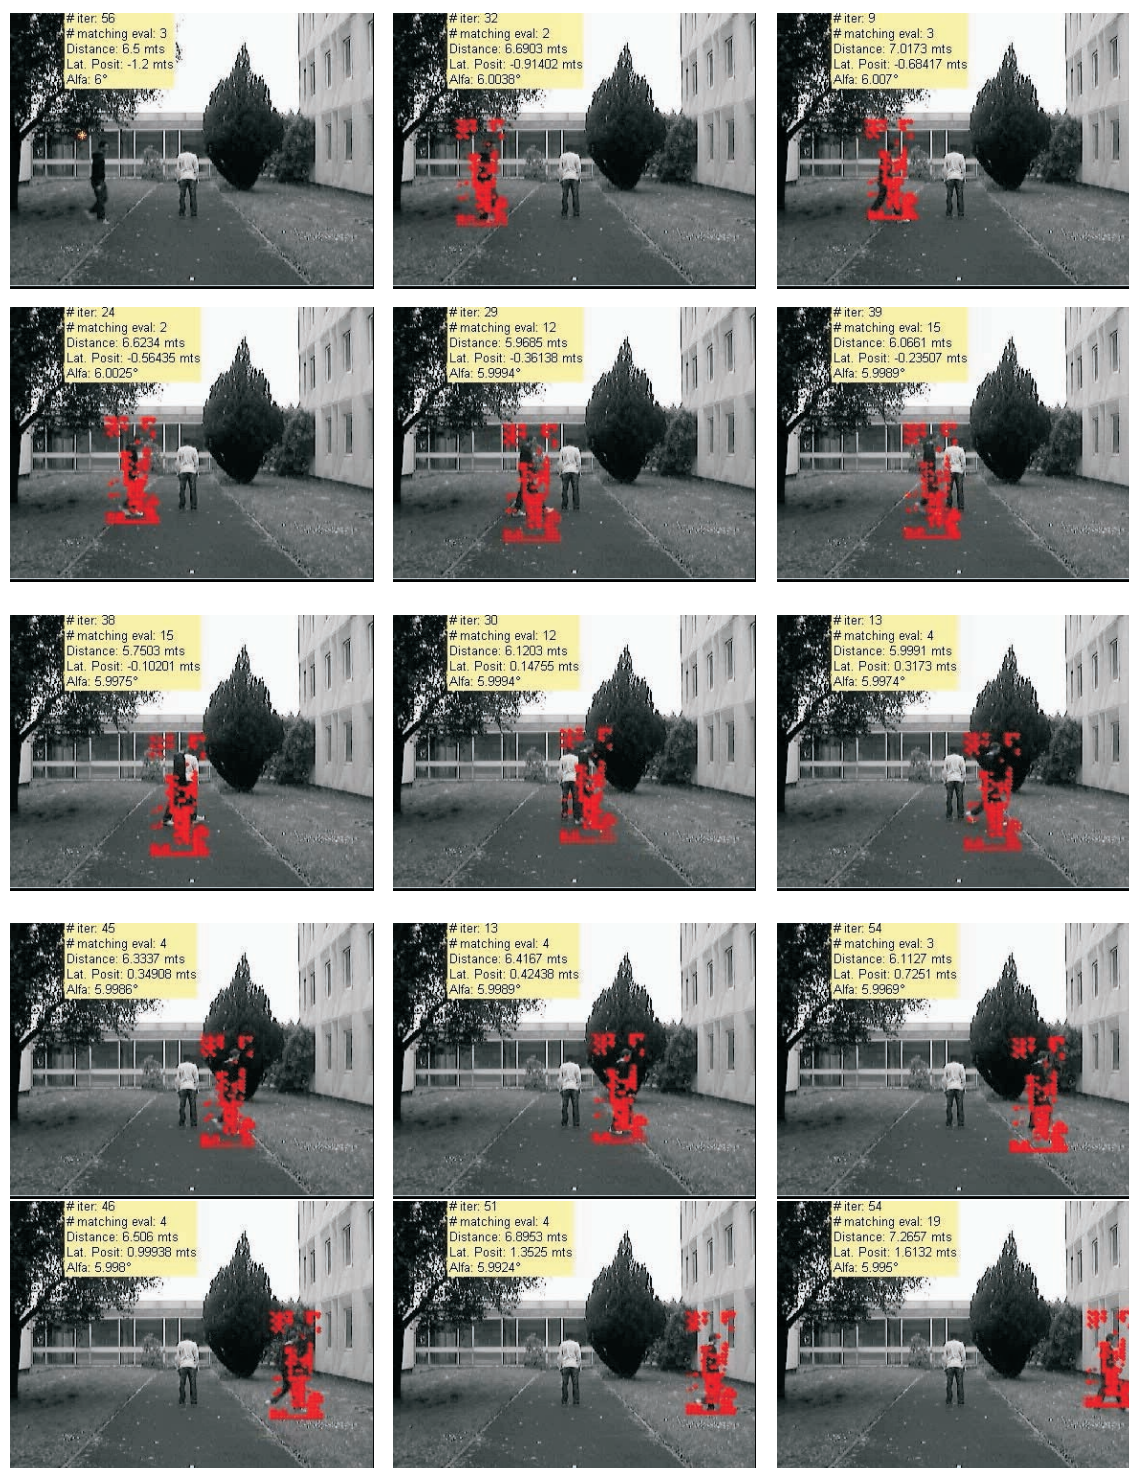 # iter: 56
# matching eval: 3
Distance: 6.5 mts
Lat. Posit: -1.2 mts
Alfa: 6°
# iter: 32
# matching eval: 2
Distance: 6.6903 mts
Lat. Posit: -0.91402 mts
Alfa: 6.0038°
# iter: 9
# matching eval: 3
Distance: 7.0173 mts
Lat. Posit: -0.68417 mts
Alfa: 6.007°
# iter: 24
# matching eval: 2
Distance: 6.6234 mts
Lat. Posit: -0.56435 mts
Alfa: 6.0025°
# iter: 29
# matching eval: 12
Distance: 5.9685 mts
Lat. Posit: -0.36138 mts
Alfa: 5.9994°
# iter: 39
# matching eval: 15
Distance: 6.0661 mts
Lat. Posit: -0.23507 mts
Alfa: 5.9989°
# iter: 38
# matching eval: 15
Distance: 5.7503 mts
Lat. Posit: -0.10201 mts
Alfa: 5.9975°
# iter: 30
# matching eval: 12
Distance: 6.1203 mts
Lat. Posit: 0.14755 mts
Alfa: 5.9994°
# iter: 13
# matching eval: 4
Distance: 5.9991 mts
Lat. Posit: 0.3173 mts
Alfa: 5.9974°
# iter: 45
# matching eval: 4
Distance: 6.3337 mts
Lat. Posit: 0.34908 mts
Alfa: 5.9986°
# iter: 13
# matching eval: 4
Distance: 6.4167 mts
Lat. Posit: 0.42438 mts
Alfa: 5.9989°
# iter: 54
# matching eval: 3
Distance: 6.1127 mts
Lat. Posit: 0.7251 mts
Alfa: 5.9969°
# iter: 46
# matching eval: 4
Distance: 6.506 mts
Lat. Posit: 0.99938 mts
Alfa: 5.998°
# iter: 51
# matching eval: 4
Distance: 6.8953 mts
Lat. Posit: 1.3525 mts
Alfa: 5.9924°
# iter: 54
# matching eval: 19
Distance: 7.2657 mts
Lat. Posit: 1.6132 mts
Alfa: 5.995°